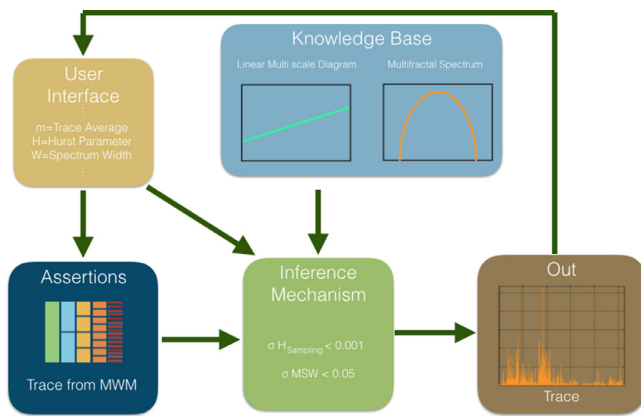 User
Interface
m=Trace Average
H=Hurst Parameter
W=Spectrum Width
Knowledge Base
Linear Multi scale Diagram
Multifractal Spectrum
Assertions
Trace from MWM
Inference
Mechanism
σ H_Sampling < 0.001
σ MSW < 0.05
Out
Trace